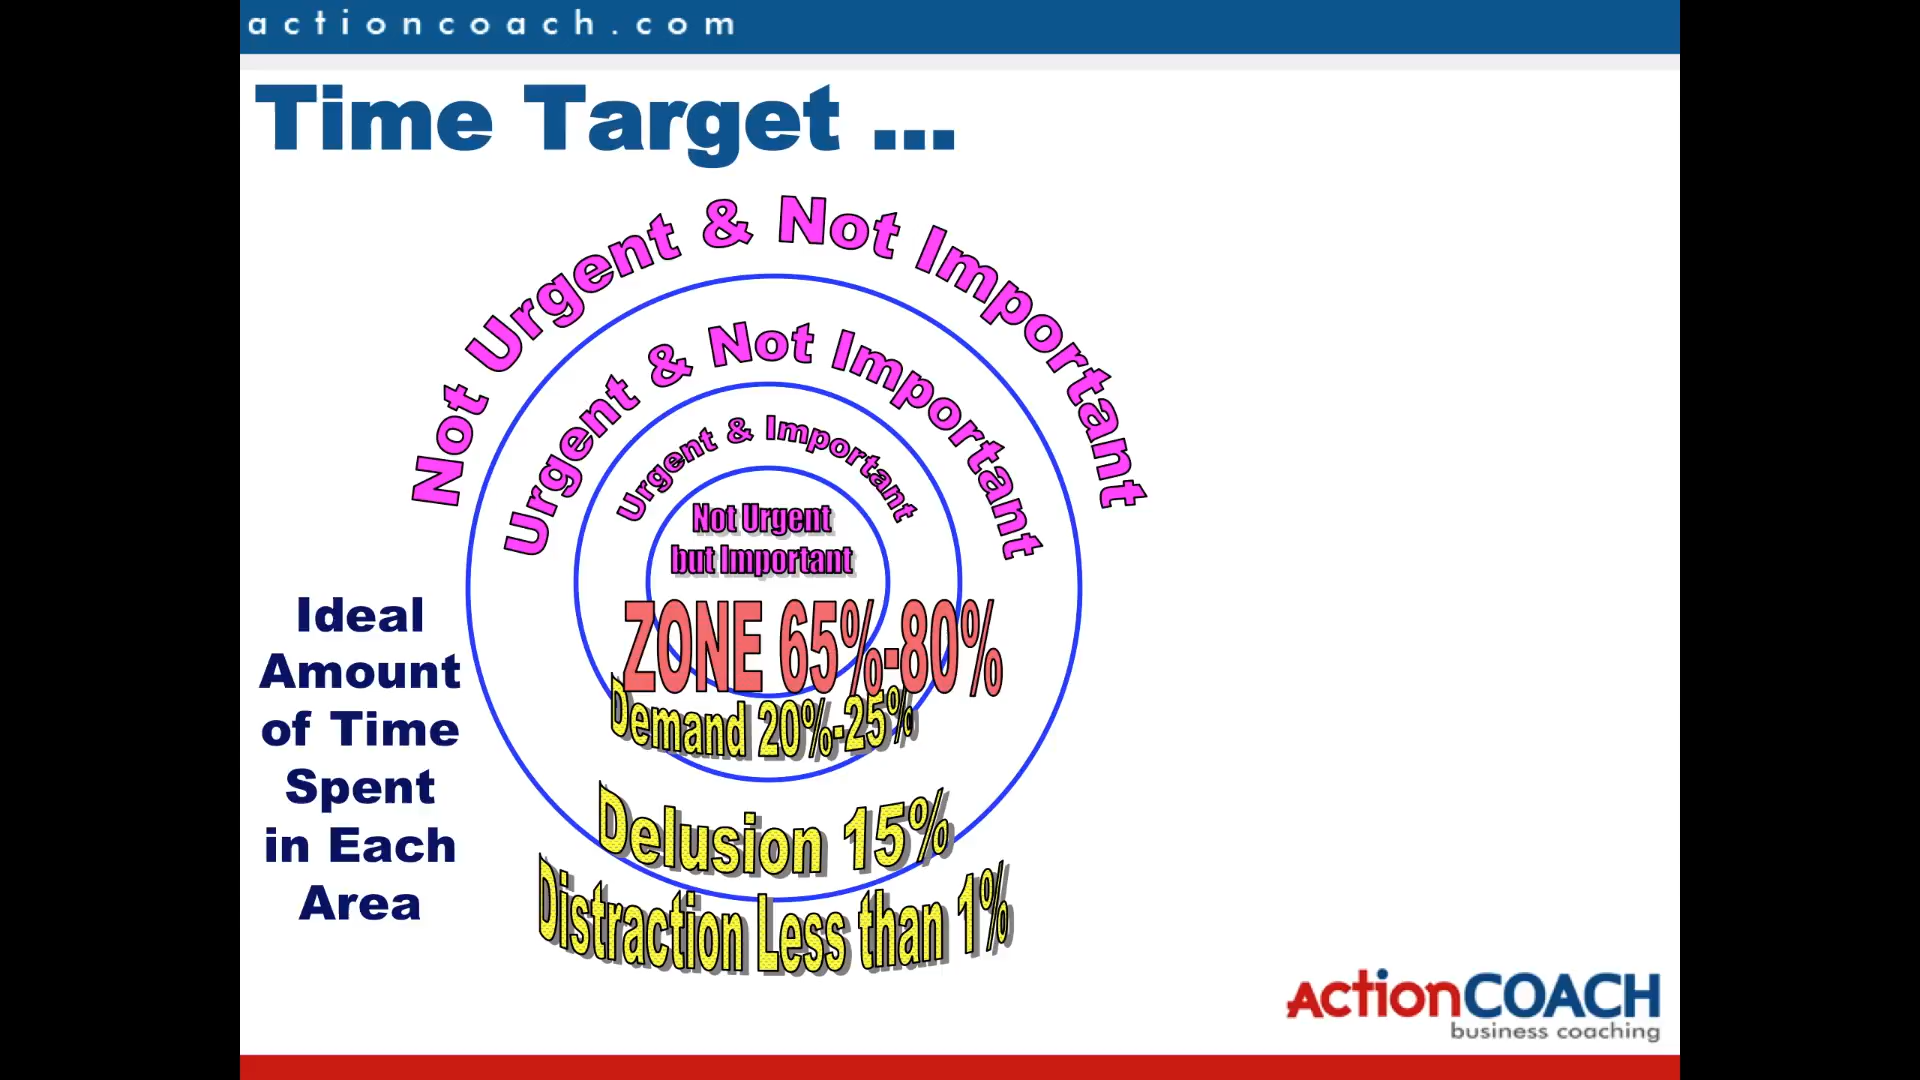 actioncoach.com
Time Target ...
Not Urgent & Not Important
Urgent & Not Important
Urgent & Important
Not Urgent
but Important
ZONE 65%-80%
Demand 20%-25%
Delusion 15%
Distraction Less than 1%
Ideal
Amount
of Time
Spent
in Each
Area
ActionCOACH
business coaching